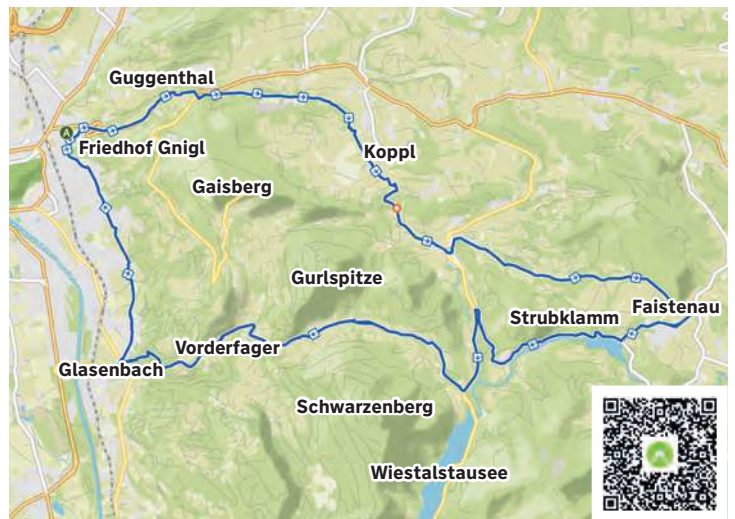 Guggenthal
A
Friedhof Gnigl
Koppl
Gaisberg
Gurlspitze
Faistenau
Strubklamm
Vorderfager
Glasenbach
Schwarzenberg
Wiestalstausee